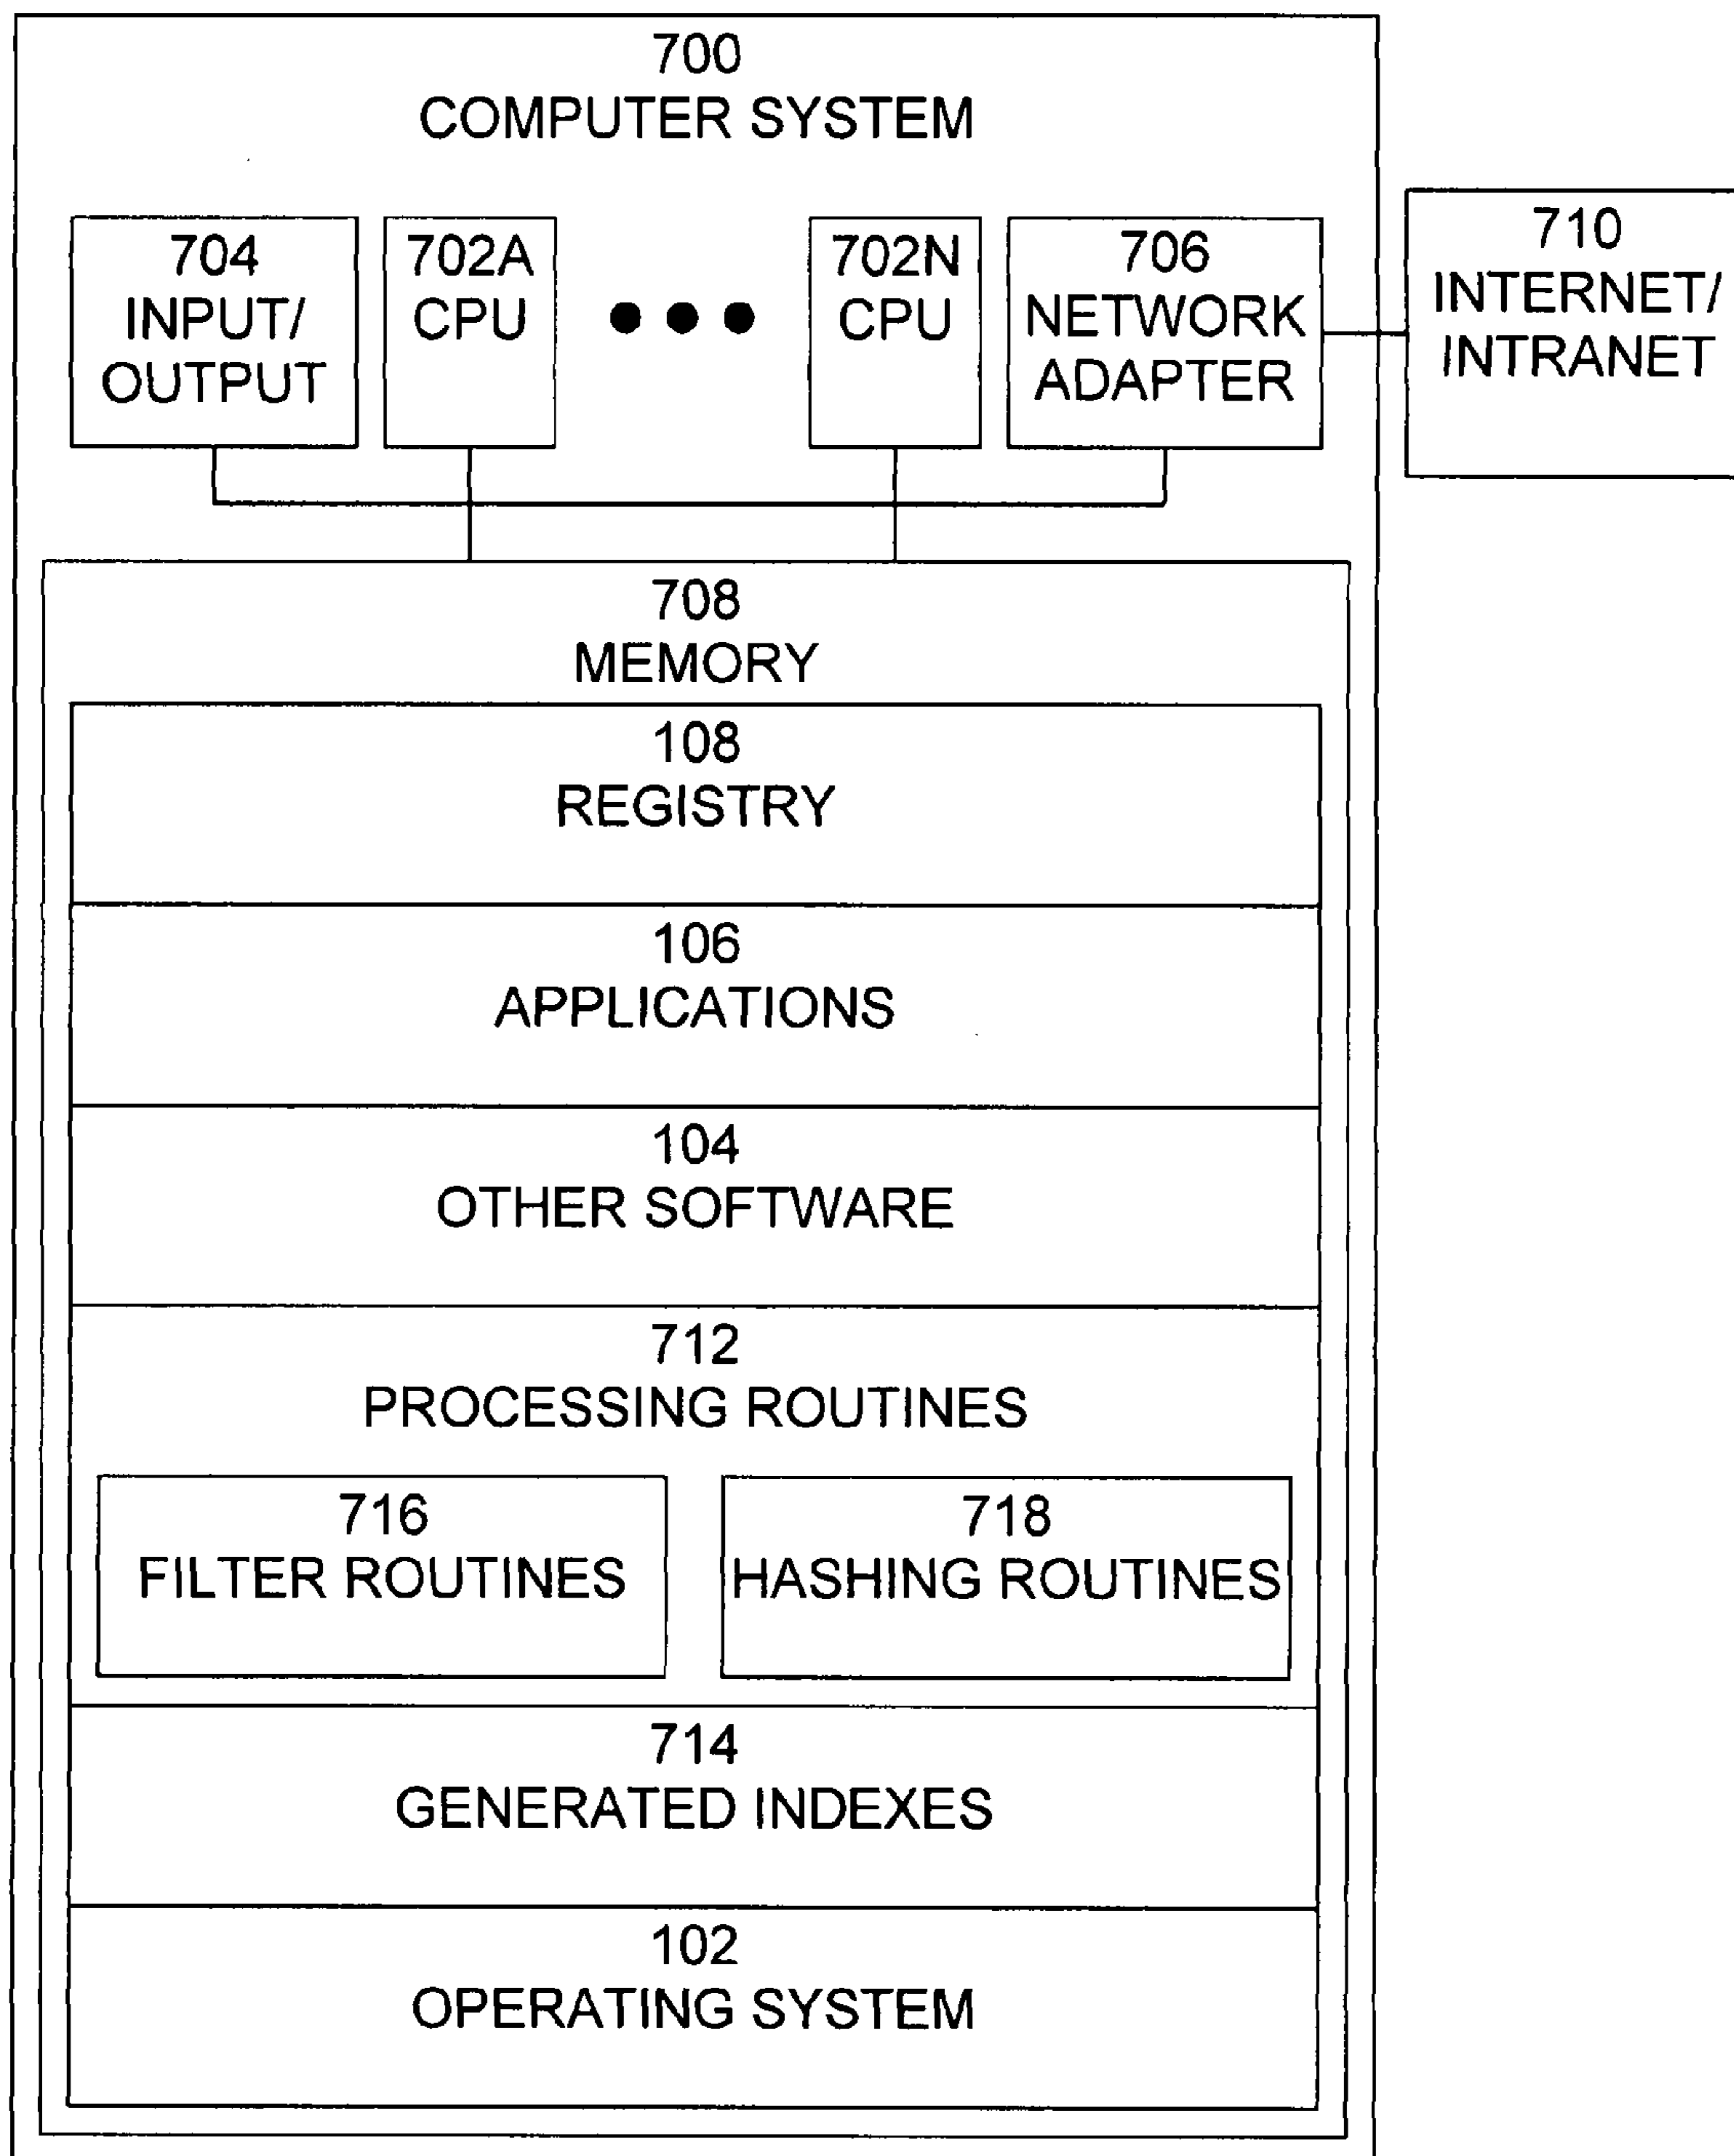 700
COMPUTER SYSTEM
704
INPUT/
OUTPUT
702A
CPU
702N
CPU
706
NETWORK
ADAPTER
710
INTERNET/
INTRANET
708
MEMORY
108
REGISTRY
106
APPLICATIONS
104
OTHER SOFTWARE
712
PROCESSING ROUTINES
716
FILTER ROUTINES
718
HASHING ROUTINES
714
GENERATED INDEXES
102
OPERATING SYSTEM